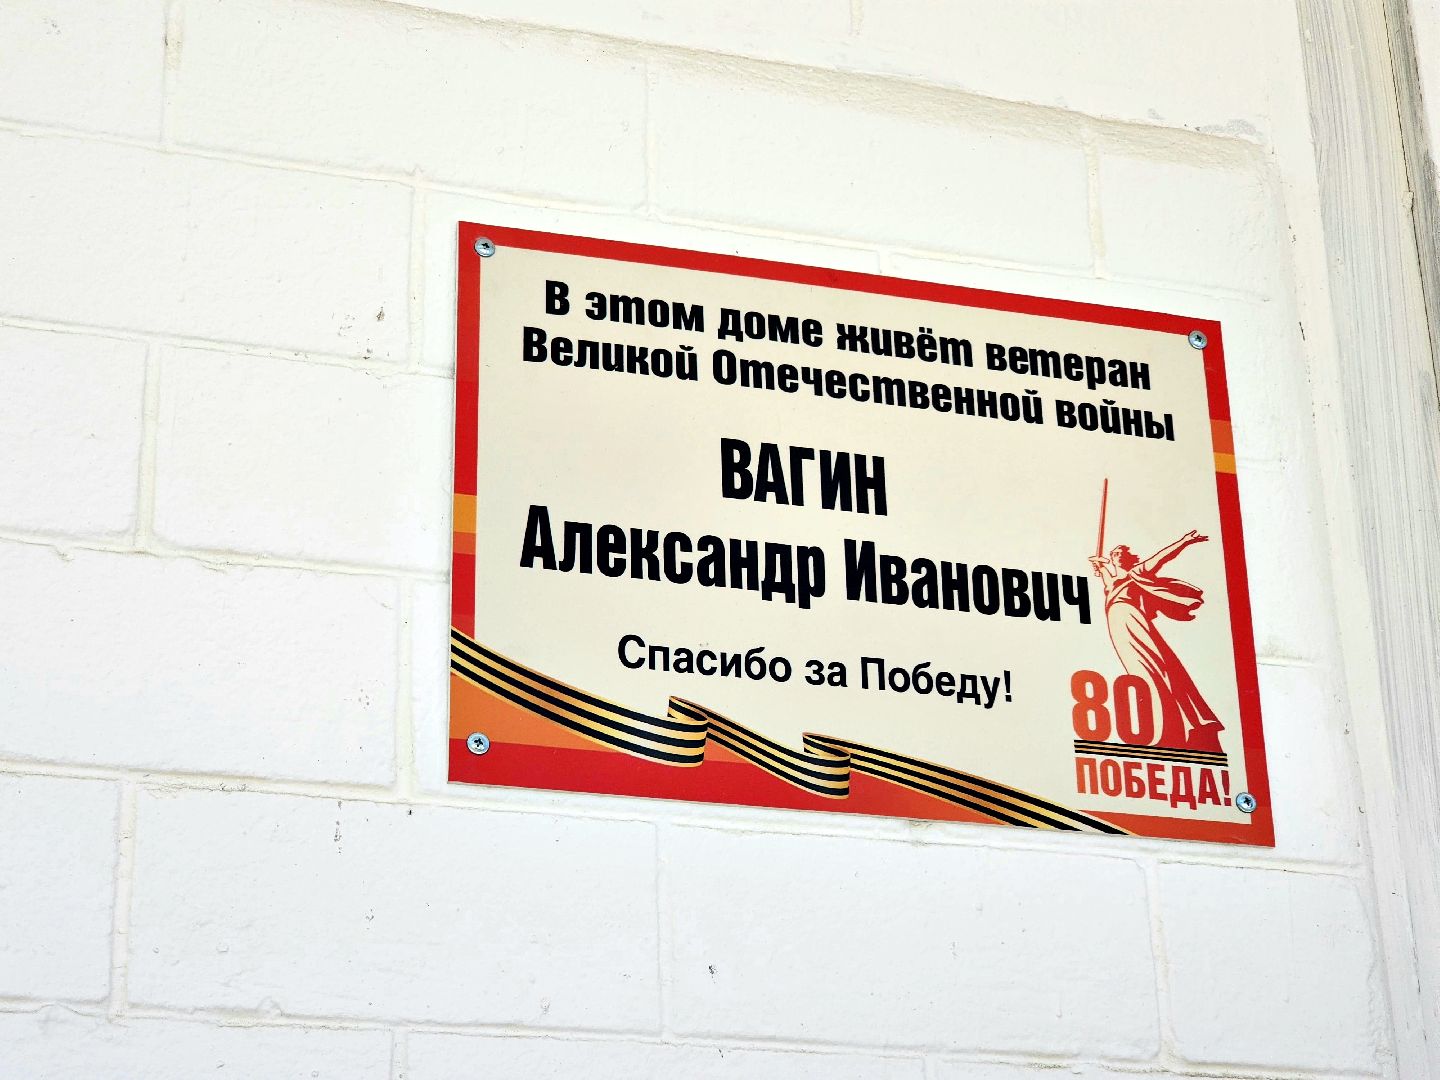 В этом доме живёт ветеран
Великой Отечественной войны
ВАГИН
Александр Иванович
Спасибо за Победу!
80
ПОБЕДА!